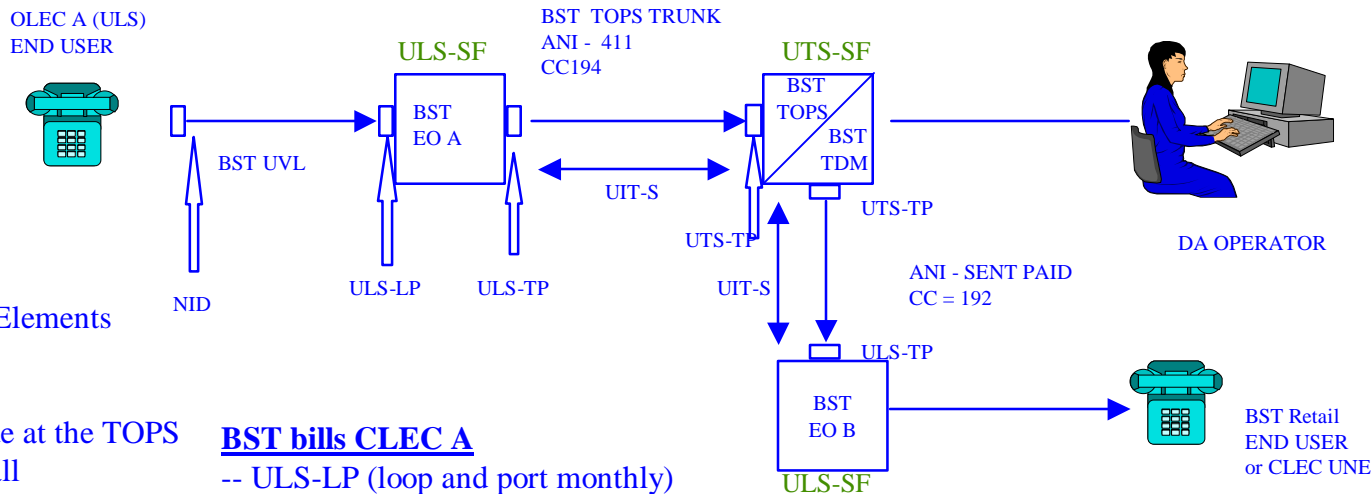 OLEC A (ULS)
END USER
BST TOPS TRUNK
ANI - 411
CC194
ULS-SF
UTS-SF
BST
EO A
BST
TOPS
BST
TDM
BST UVL
UIT-S
UTS-TP
UTS-TP
DA OPERATOR
NID
ULS-LP
ULS-TP
UIT-S
ANI - SENT PAID
CC = 192
Elements
ULS-TP
BST
EO B
BST Retail
END USER
or CLEC UNE
e at the TOPS
all
BST bills CLEC A
-- ULS-LP (loop and port monthly)
ULS-SF